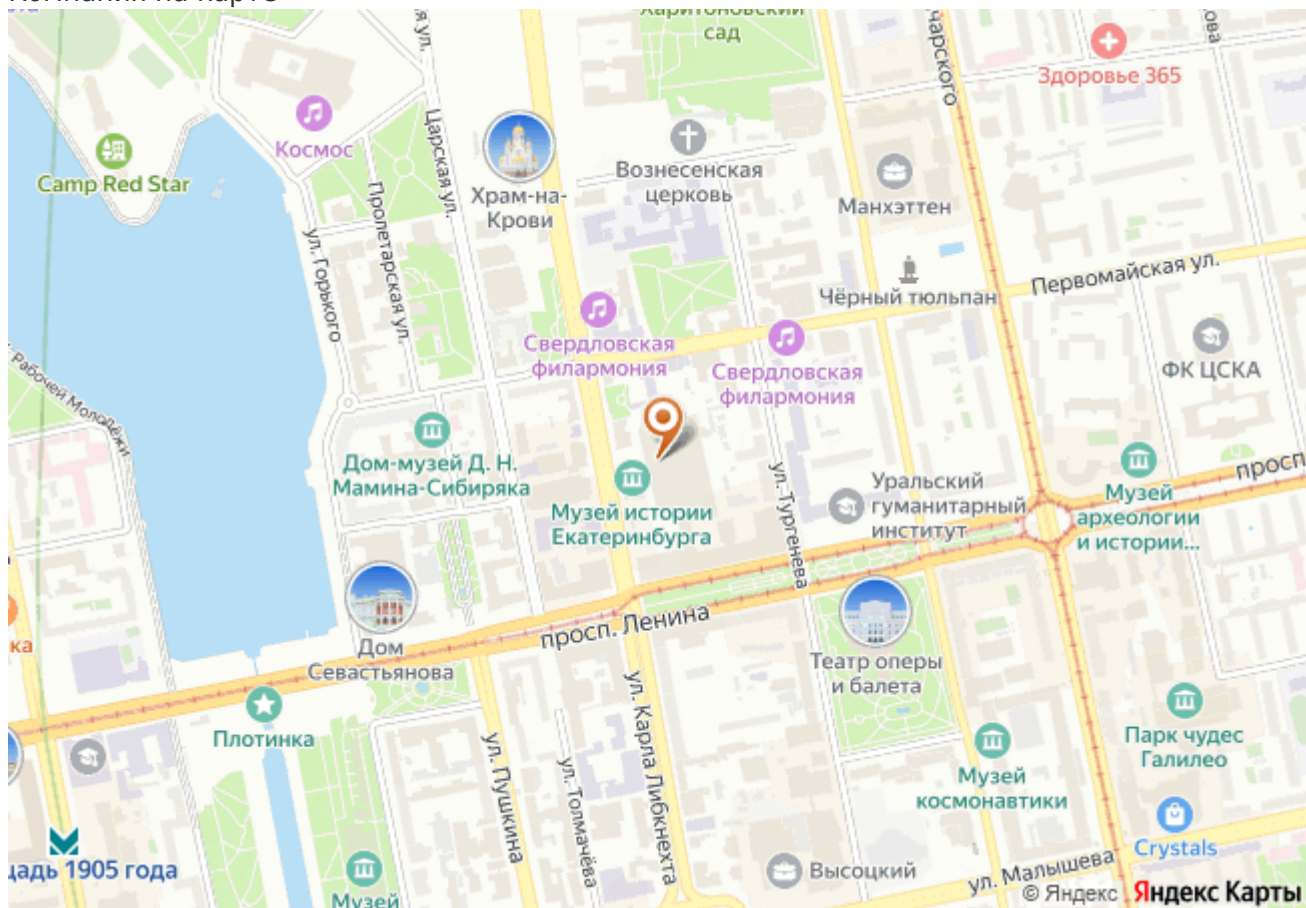 Компания на карте
Харитоновский
сад
Здоровье 365
Космос
Царская ул.
Camp Red Star
Храм-на-
Крови
Вознесенская
церковь
Манхэттен
Пролетарская ул.
ул. Горького
Чёрный тюльпан
Первомайская ул.
Свердловская
филармония
Свердловская
филармония
ФК ЦСКА
Рабочей Молодёжи
Дом-музей Д. Н.
Мамина-Сибиряка
Музей истории
Екатеринбурга
ул. Тургенева
Уральский
гуманитарный
институт
Музей
археологии
и истории...
просп
просп. Ленина
Дом
Севастьянова
Театр оперы
и балета
Плотинка
ул. Пушкина
ул. Толмачёва
ул. Карла Либкнехта
Музей
космонавтики
Парк чудес
Галилео
Crystals
Высоцкий
ул. Малышева
щадь 1905 года
Музей
© Яндекс Яндекс Карты